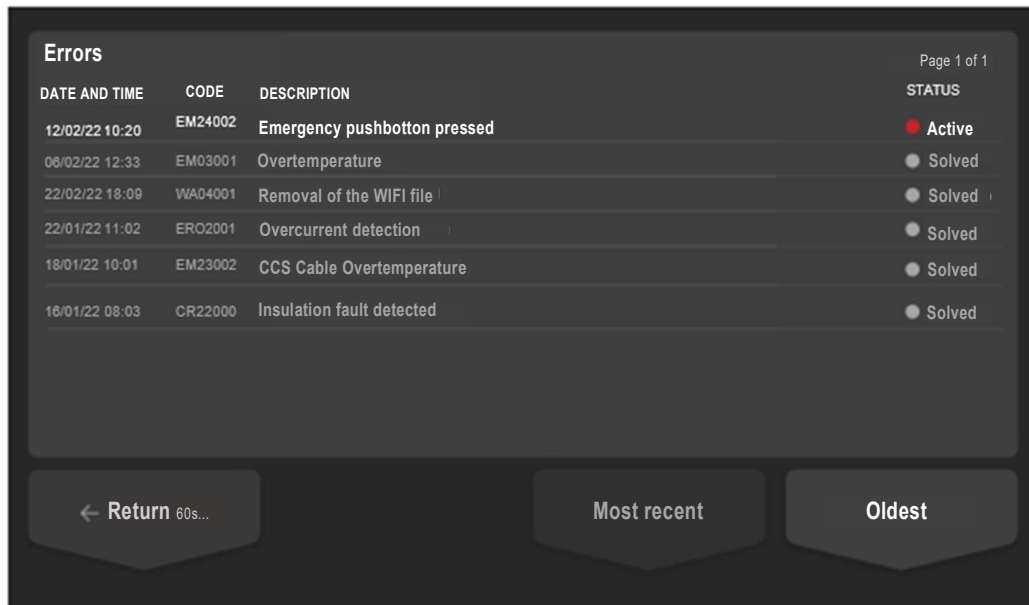 Errors
Page 1 of 1
DATE AND TIME CODE DESCRIPTION STATUS
12/02/22 10:20 EM24002 Emergency pushbotton pressed Active
06/02/22 12:33 EM03001 Overtemperature Solved
22/02/22 18:09 WA04001 Removal of the WIFI file Solved
22/01/22 11:02 ERO2001 Overcurrent detection Solved
18/01/22 10:01 EM23002 CCS Cable Overtemperature Solved
16/01/22 08:03 CR22000 Insulation fault detected Solved
← Return 60s... Most recent Oldest